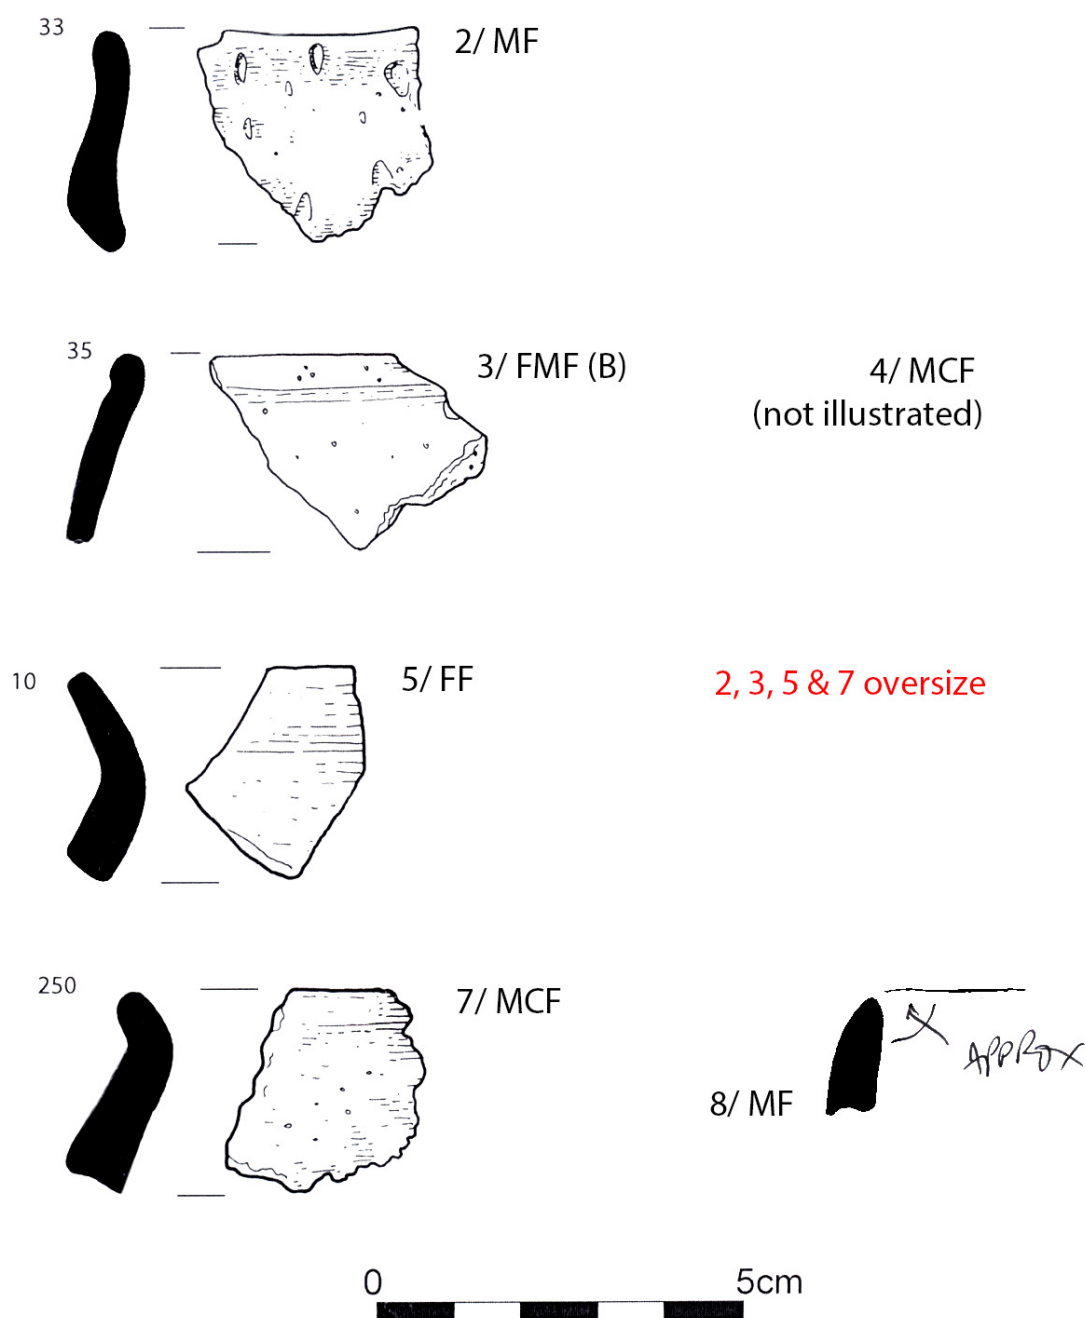 33
2/ MF
35
3/ FMF (B)
4/ MCF
(not illustrated)
10
5/ FF
2, 3, 5 & 7 oversize
250
7/ MCF
APPROX
8/ MF
0 5cm